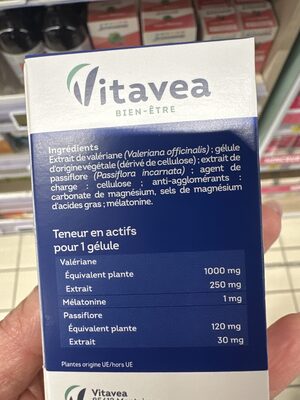 Vitavea
BIEN-ÊTRE
Ingrédients
Extrait de valériane (Valeriana officinalis) ; gélule
d'origine végétale (dérivé de cellulose) ; extrait de
passiflore (Passiflora incarnata) ; agent de
charge : cellulose ; anti-agglomérants :
carbonate de magnésium, sels de magnésium
d'acides gras ; mélatonine.
Teneur en actifs
pour 1 gélule
Valériane
Équivalent plante 1000 mg
Extrait 250 mg
Mélatonine 1 mg
Passiflore
Équivalent plante 120 mg
Extrait 30 mg
Plantes origine UE/hors UE
Vitavea